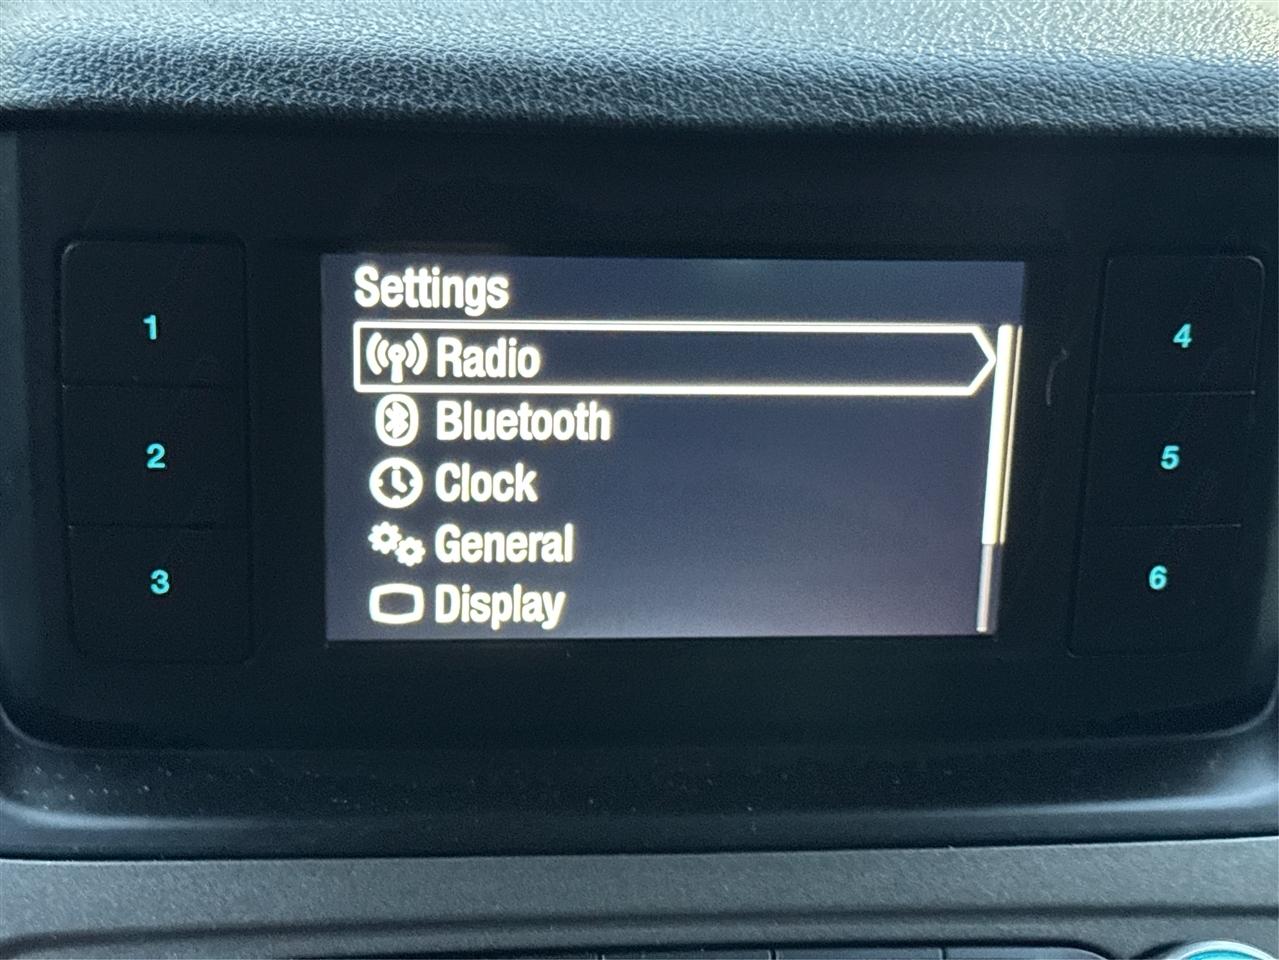 Settings
Radio
Bluetooth
Clock
General
Display
1
2
3
4
5
6